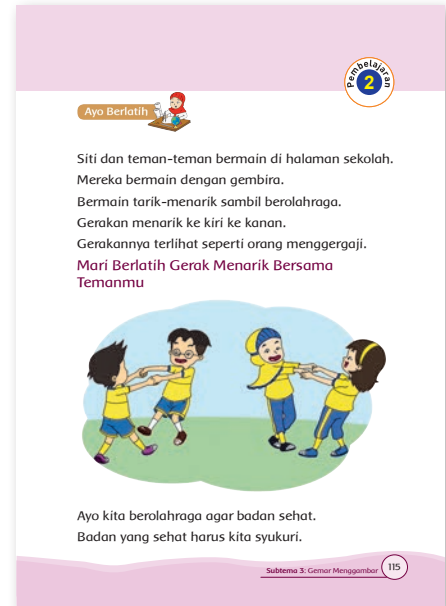 Pembelajaran
2
Ayo Berlatih
Siti dan teman-teman bermain di halaman sekolah.
Mereka bermain dengan gembira.
Bermain tarik-menarik sambil berolahraga.
Gerakan menarik ke kiri ke kanan.
Gerakannya terlihat seperti orang menggergaji.
Mari Berlatih Gerak Menarik Bersama
Temanmu
Ayo kita berolahraga agar badan sehat.
Badan yang sehat harus kita syukuri.
Subtema 3: Gemar Menggambar 115